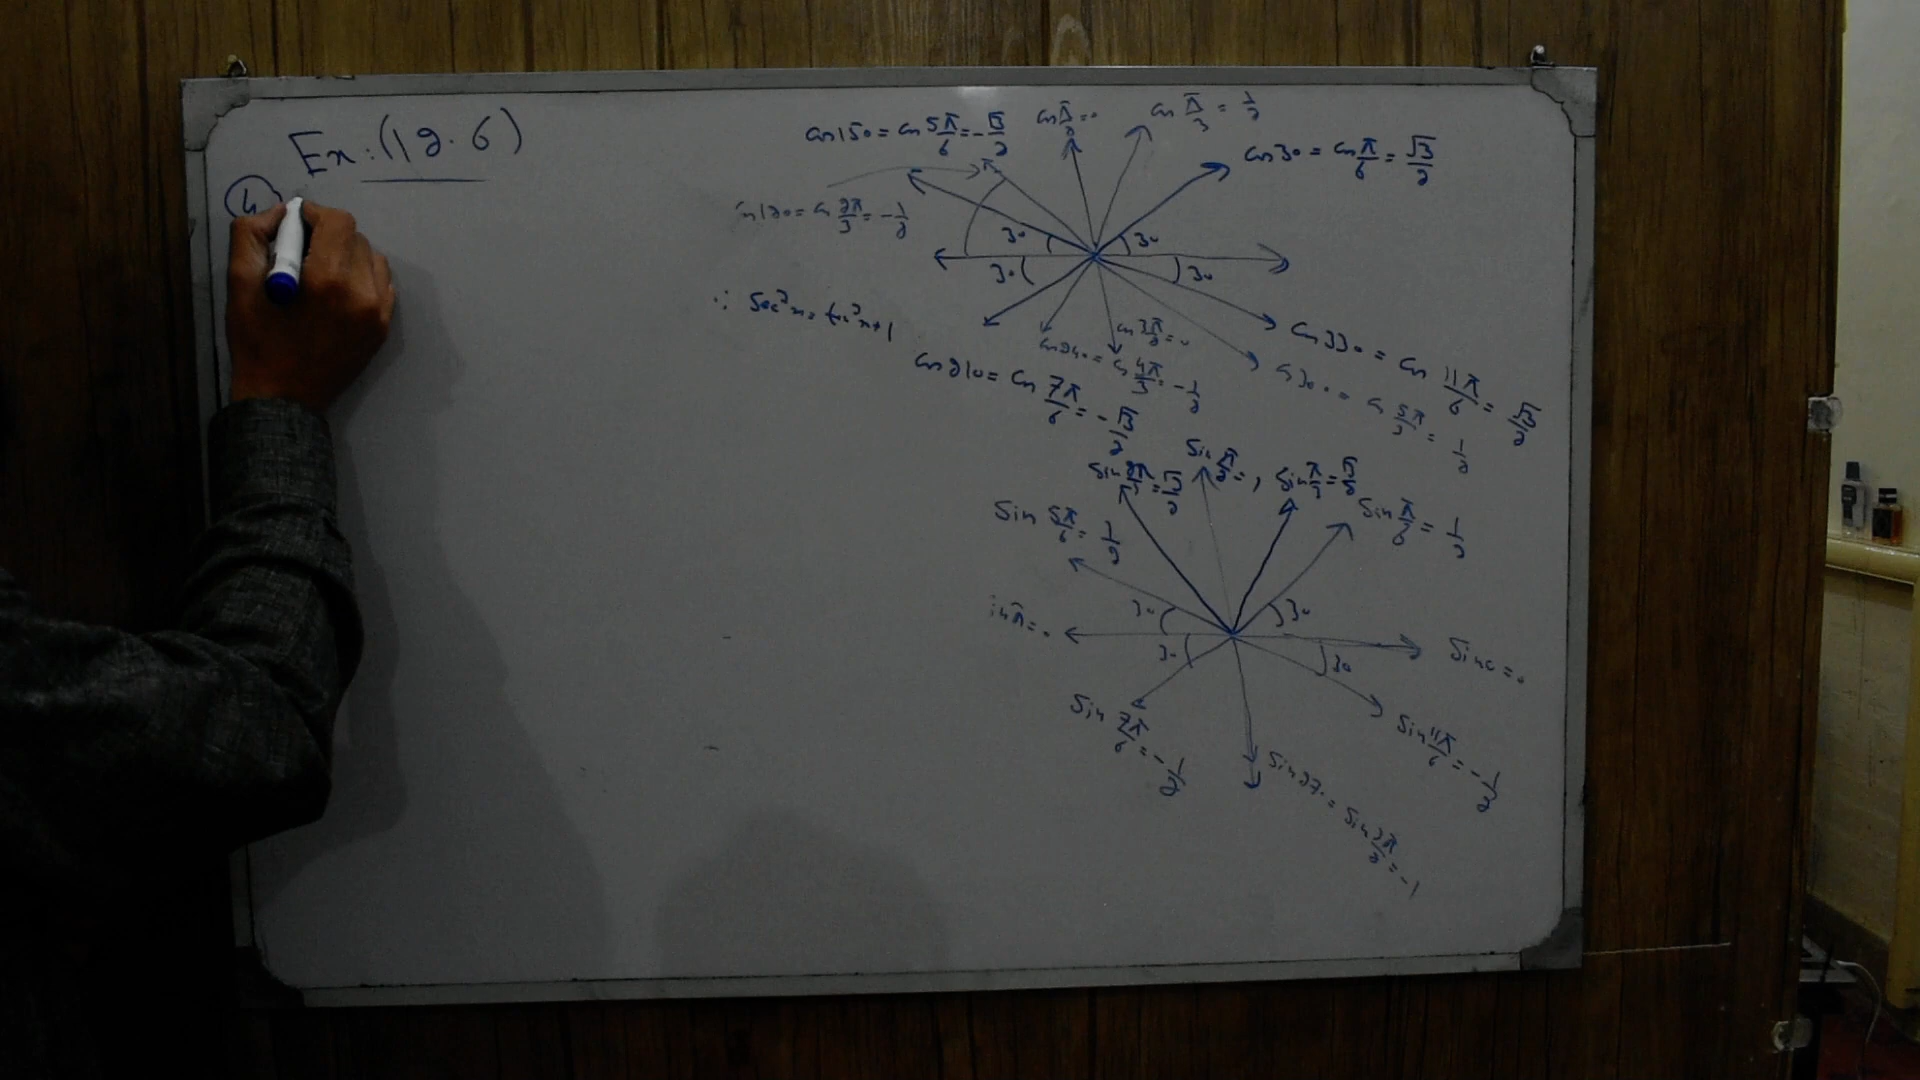 Ex: (12.6)
4
cos 150 = cos 5π/6 = -√3/2
cos π/2 = 0
cos π/3 = 1/2
cos 30 = cos π/6 = √3/2
cos 120 = cos 2π/3 = -1/2
30
30
30
30
∵ Sec²x = tan²x + 1
cos 3π/2 = 0
cos 240 = cos 4π/3 = -1/2
cos 210 = cos 7π/6 = -√3/2
cos 330 = cos 11π/6 = √3/2
cos 300 = cos 5π/3 = 1/2
Sin 2π/3 = √3/2
Sin π/2 = 1
Sin π/3 = √3/2
Sin π/6 = 1/2
Sin 5π/6 = 1/2
30
30
30
30
in π = 0
Sin 0 = 0
Sin 7π/6 = -1/2
Sin 11π/6 = -1/2
Sin 270 = Sin 3π/2 = -1